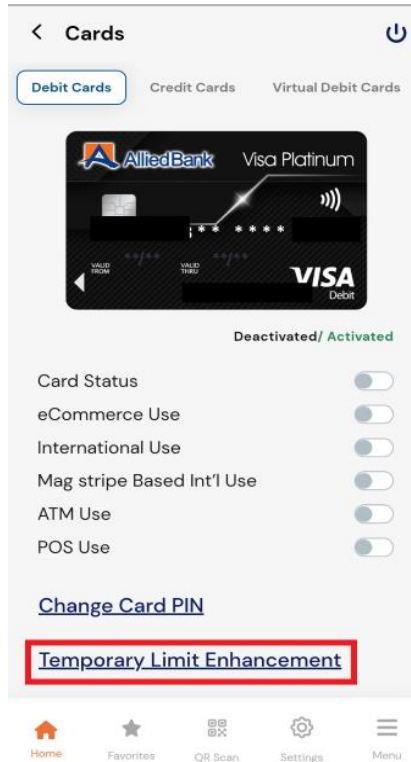 Cards
Debit Cards Credit Cards Virtual Debit Cards
Allied Bank Visa Platinum
** ****
VALID FROM **/** VALID THRU **/**
VISA
Debit
Deactivated/ Activated
Card Status
eCommerce Use
International Use
Mag stripe Based Int'l Use
ATM Use
POS Use
Change Card PIN
Temporary Limit Enhancement
Home Favorites QR Scan Settings Menu